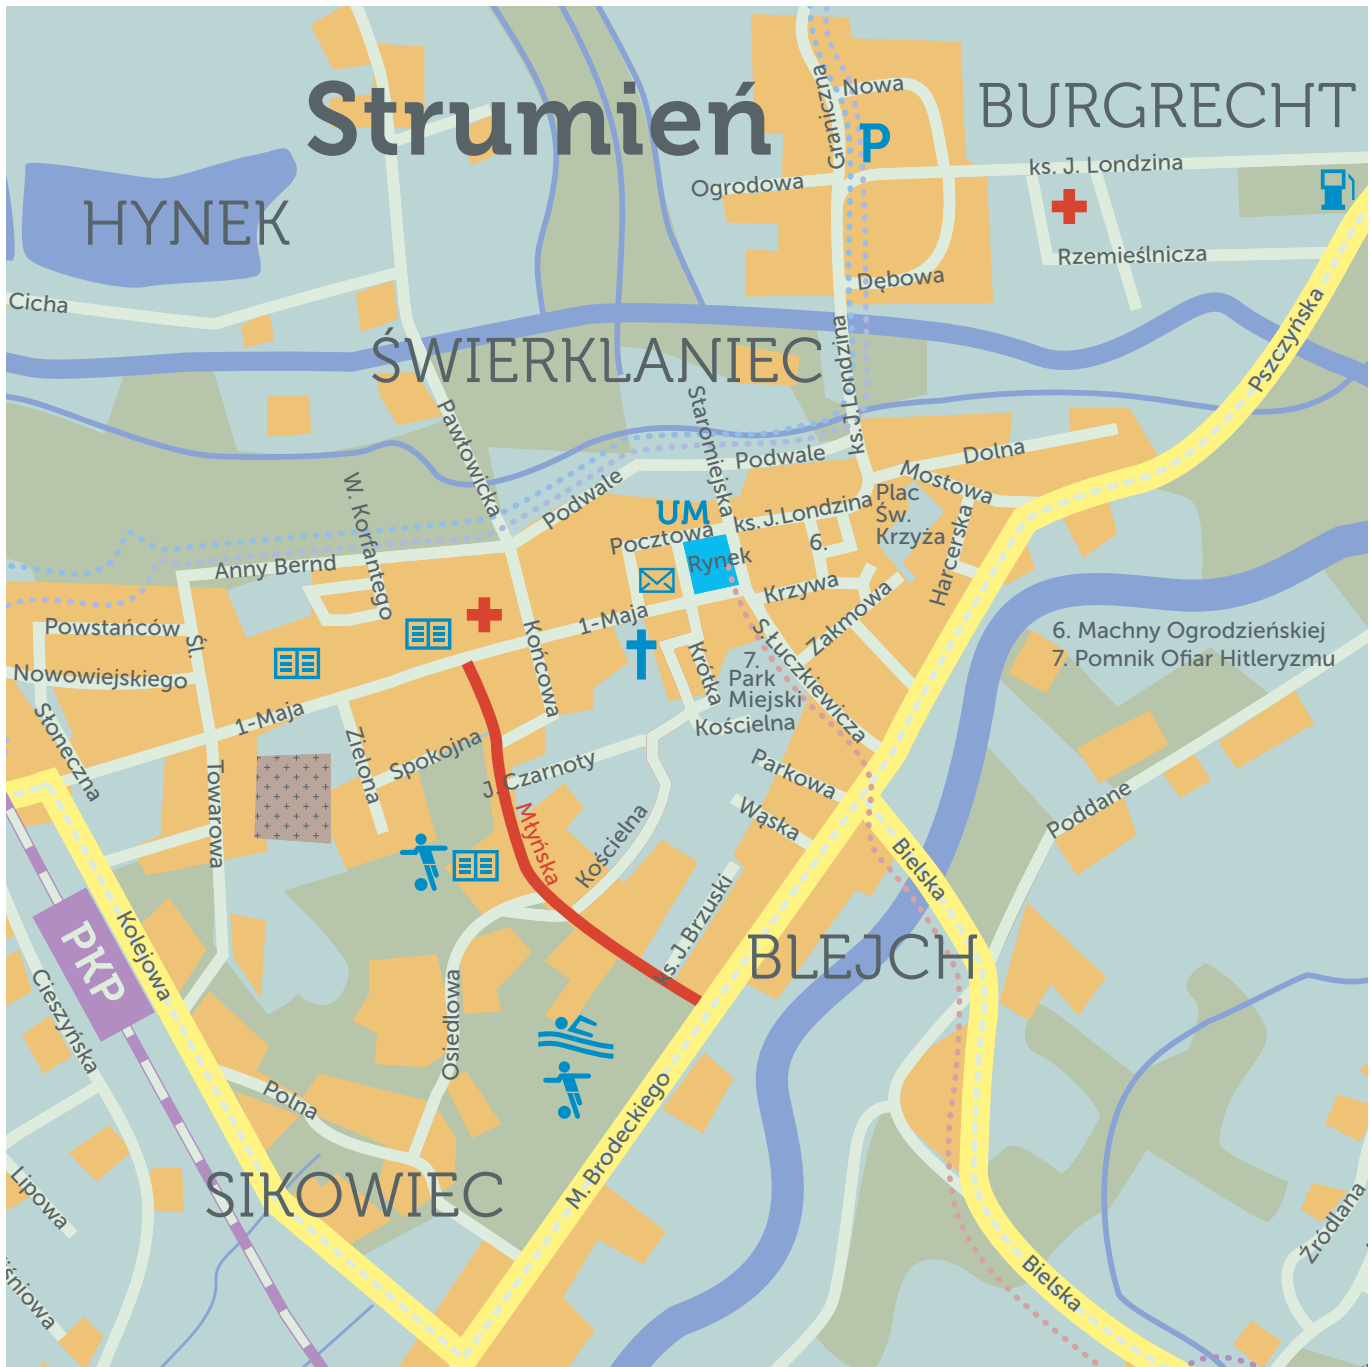 Strumień
BURGRECHT
HYNEK
ŚWIERKLANIEC
BLEJCH
SIKOWIEC
Graniczna
Nowa
P
Ogrodowa
ks. J. Londzina
Rzemieślnicza
Dębowa
Cicha
ks. J. Londzina
Pszczyńska
Pawłowicka
Staromiejska
Podwale
Podwale
Dolna
Mostowa
Plac
Św.
Krzyża
W. Korfantego
UM
ks. J. Londzina
Pocztowa
6.
Rynek
Harcerska
Anny Bernd
Krzywa
Zakmowa
Powstańców
Śl.
1-Maja
Końcowa
S. Łuczkiewicza
6. Machny Ogrodzieńskiej
7. Pomnik Ofiar Hitleryzmu
Nowowiejskiego
Krótka
7.
Park
Miejski
Kościelna
Słoneczna
1-Maja
Zielona
Spokojna
J. Czarnoty
Parkowa
Towarowa
Młyńska
Kościelna
Wąska
Poddane
Bielska
ks. J. Brzuski
Kolejowa
PKP
Cieszyńska
Osiedlowa
Polna
M. Brodeckiego
Lipowa
iśniowa
Źródlana
Bielska